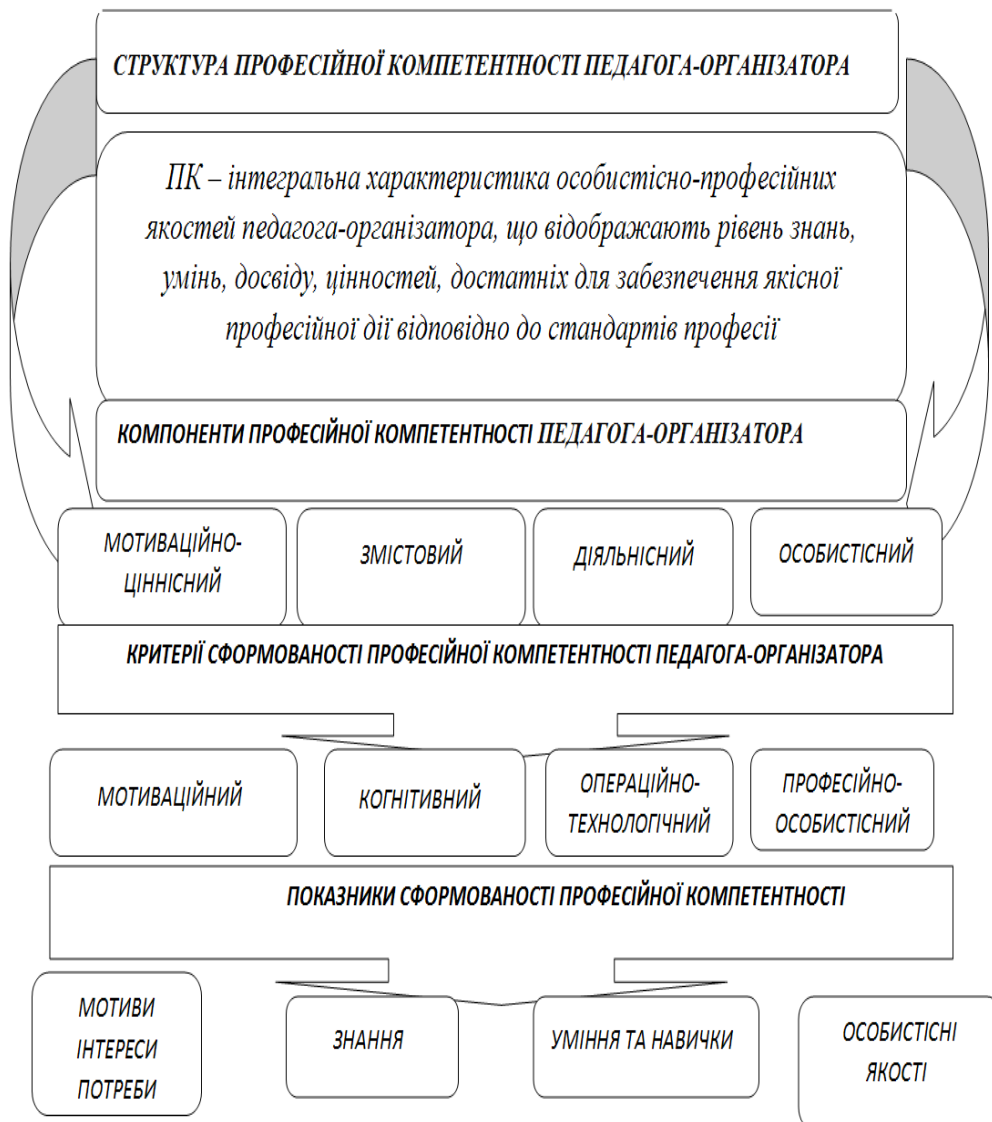 СТРУКТУРА ПРОФЕСІЙНОЇ КОМПЕТЕНТНОСТІ ПЕДАГОГА-ОРГАНІЗАТОРА
ПК – інтегральна характеристика особистісно-професійних
якостей педагога-організатора, що відображають рівень знань,
умінь, досвіду, цінностей, достатніх для забезпечення якісної
професійної дії відповідно до стандартів професії
КОМПОНЕНТИ ПРОФЕСІЙНОЇ КОМПЕТЕНТНОСТІ ПЕДАГОГА-ОРГАНІЗАТОРА
МОТИВАЦІЙНО-
ЦІННІСНИЙ
ЗМІСТОВИЙ
ДІЯЛЬНІСНИЙ
ОСОБИСТІСНИЙ
КРИТЕРІЇ СФОРМОВАНОСТІ ПРОФЕСІЙНОЇ КОМПЕТЕНТНОСТІ ПЕДАГОГА-ОРГАНІЗАТОРА
МОТИВАЦІЙНИЙ
КОГНІТИВНИЙ
ОПЕРАЦІЙНО-
ТЕХНОЛОГІЧНИЙ
ПРОФЕСІЙНО-
ОСОБИСТІСНИЙ
ПОКАЗНИКИ СФОРМОВАНОСТІ ПРОФЕСІЙНОЇ КОМПЕТЕНТНОСТІ
МОТИВИ
ІНТЕРЕСИ
ПОТРЕБИ
ЗНАННЯ
УМІННЯ ТА НАВИЧКИ
ОСОБИСТІСНІ
ЯКОСТІ